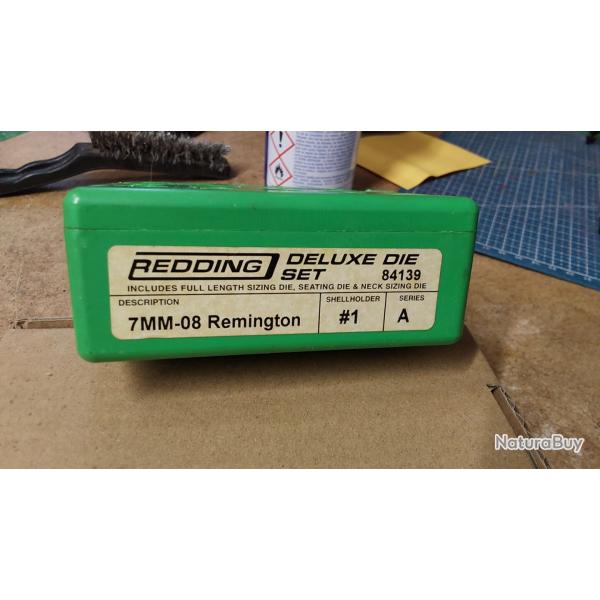 REDDING DELUXE DIE SET 84139
INCLUDES FULL LENGTH SIZING DIE, SEATING DIE & NECK SIZING DIE
DESCRIPTION SHELLHOLDER SERIES
7MM-08 Remington #1 A
NaturaBuy